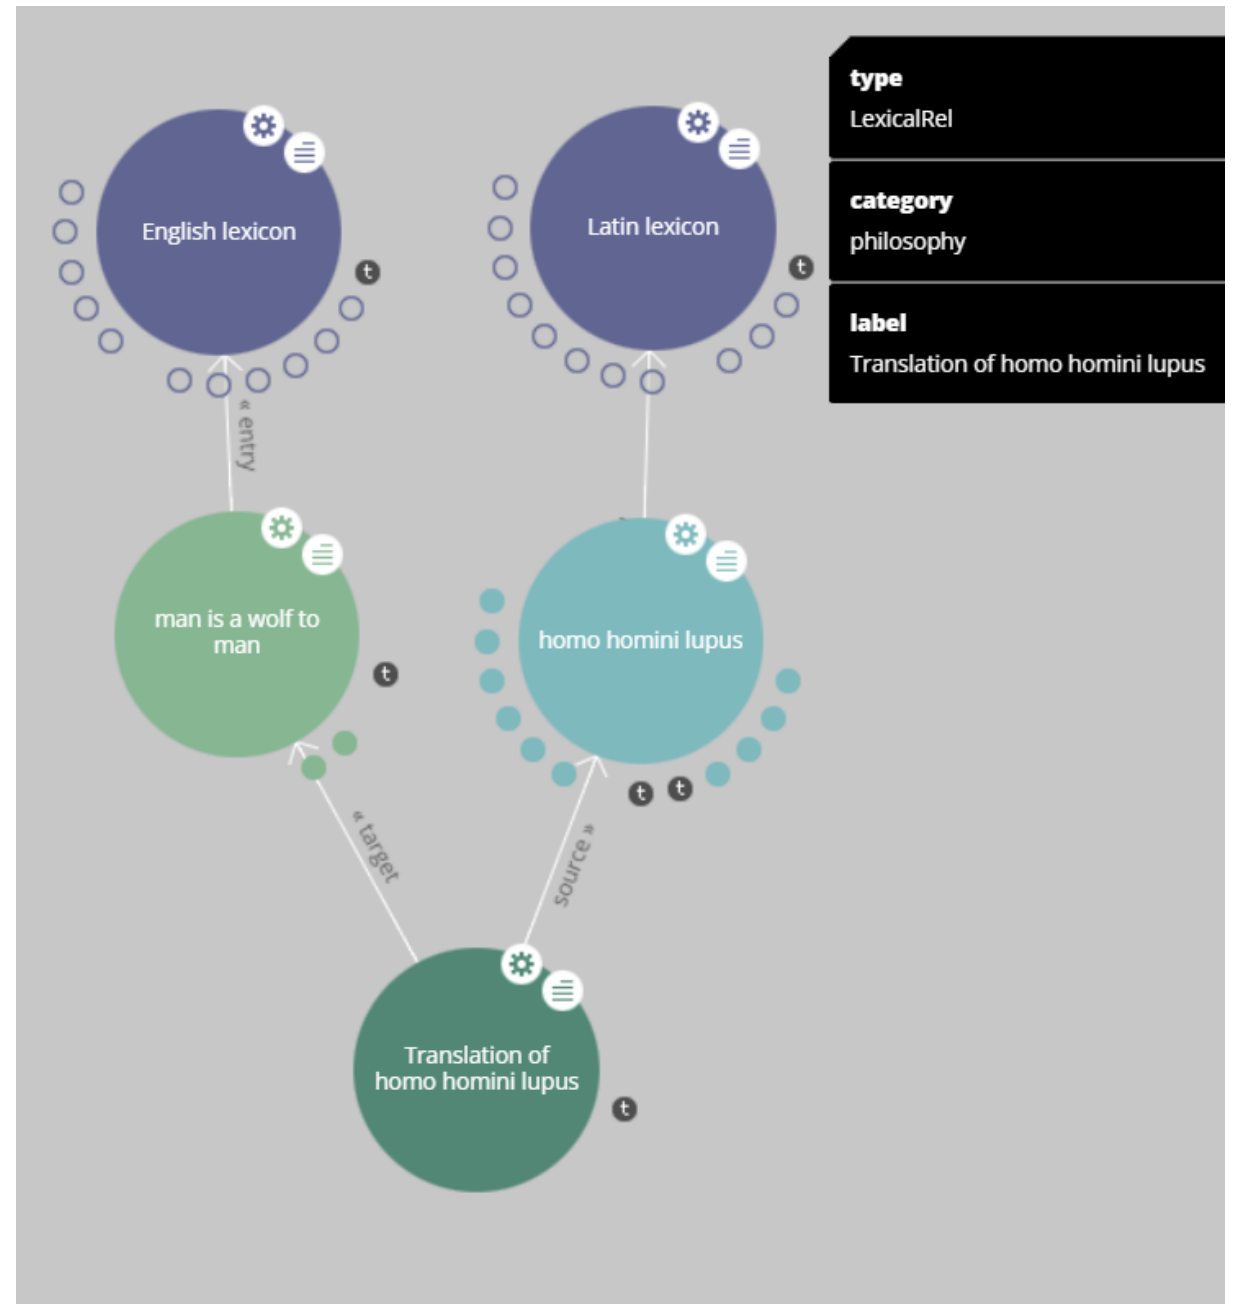 English lexicon
t
Latin lexicon
t
type
LexicalRel
category
philosophy
label
Translation of homo homini lupus
« entry
man is a wolf to
man
t
homo homini lupus
t
t
« target
source »
Translation of
homo homini lupus
t